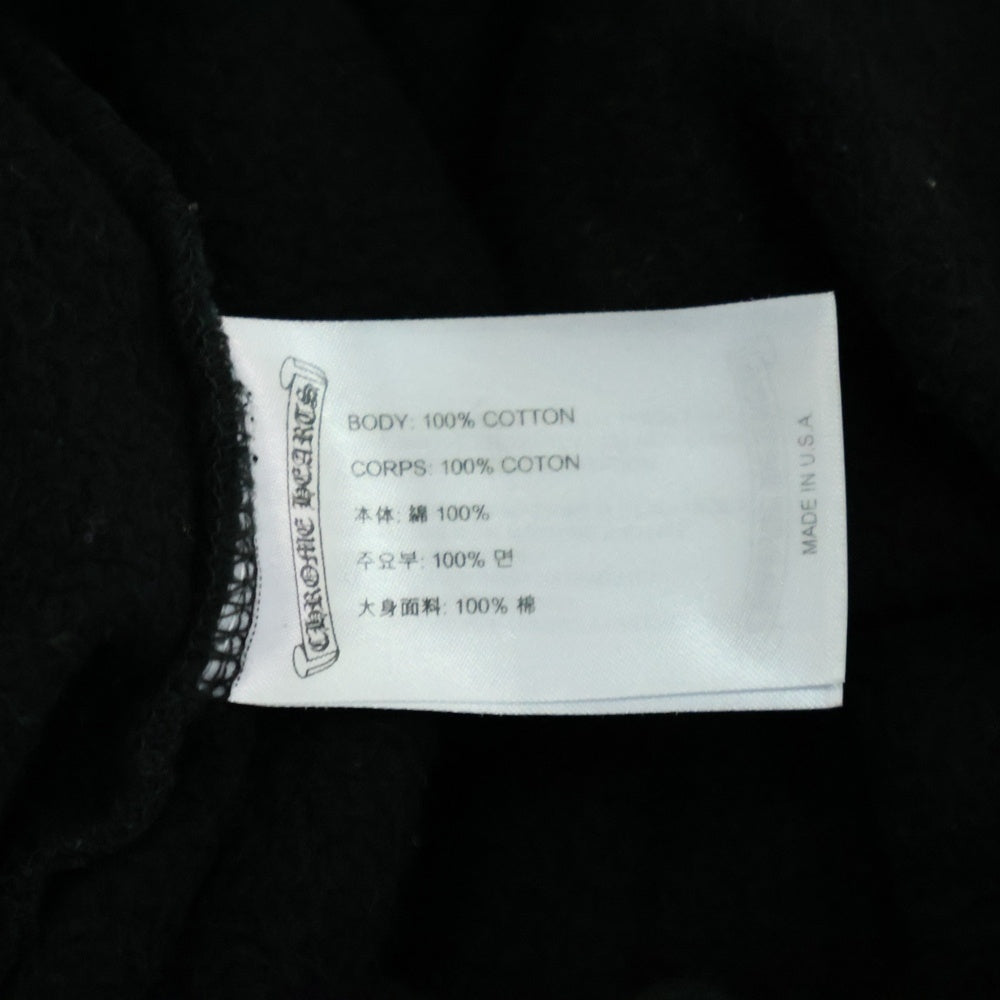 CHROME HEARTS
BODY: 100% COTTON
CORPS: 100% COTON
本体: 綿 100%
주요부: 100% 면
大身面料: 100% 棉
MADE IN U.S.A